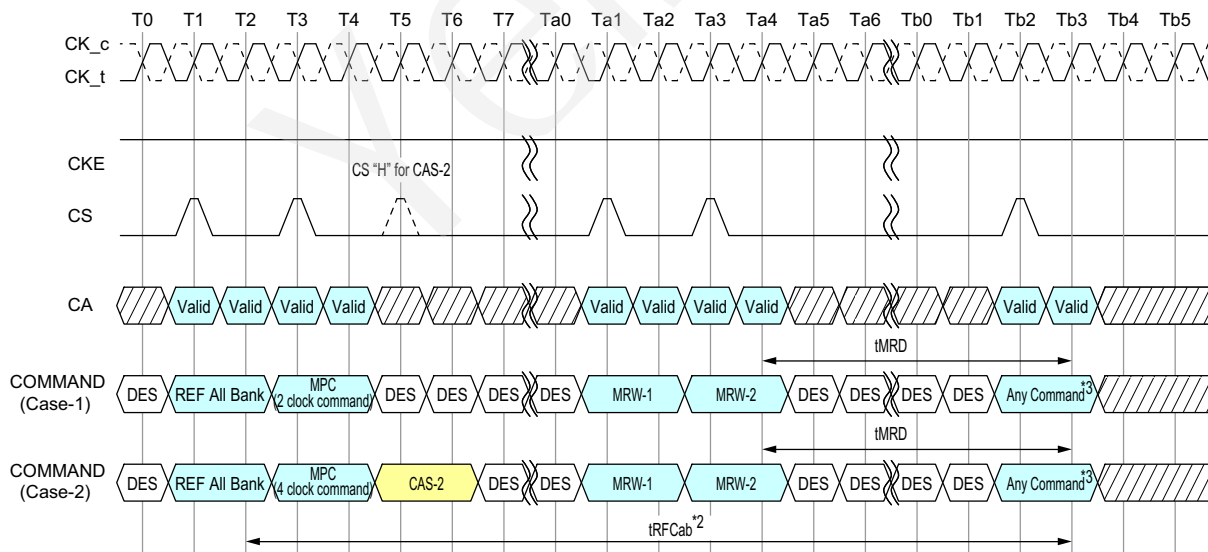 T0 T1 T2 T3 T4 T5 T6 T7 Ta0 Ta1 Ta2 Ta3 Ta4 Ta5 Ta6 Tb0 Tb1 Tb2 Tb3 Tb4 Tb5
CK_c
CK_t
CKE
CS “H” for CAS-2
CS
CA Valid Valid Valid Valid Valid Valid Valid Valid Valid Valid
tMRD
COMMAND
(Case-1)
DES REF All Bank MPC
(2 clock command) DES DES DES DES MRW-1 MRW-2 DES DES DES DES Any Command*3
tMRD
COMMAND
(Case-2)
DES REF All Bank MPC
(4 clock command) CAS-2 DES DES MRW-1 MRW-2 DES DES DES DES Any Command*3
tRFCab*2